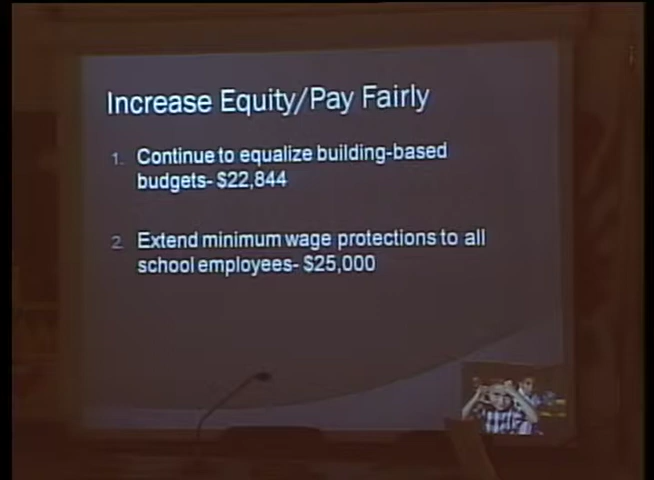 Increase Equity/Pay Fairly
1. Continue to equalize building-based
budgets- $22,844
2. Extend minimum wage protections to all
school employees- $25,000